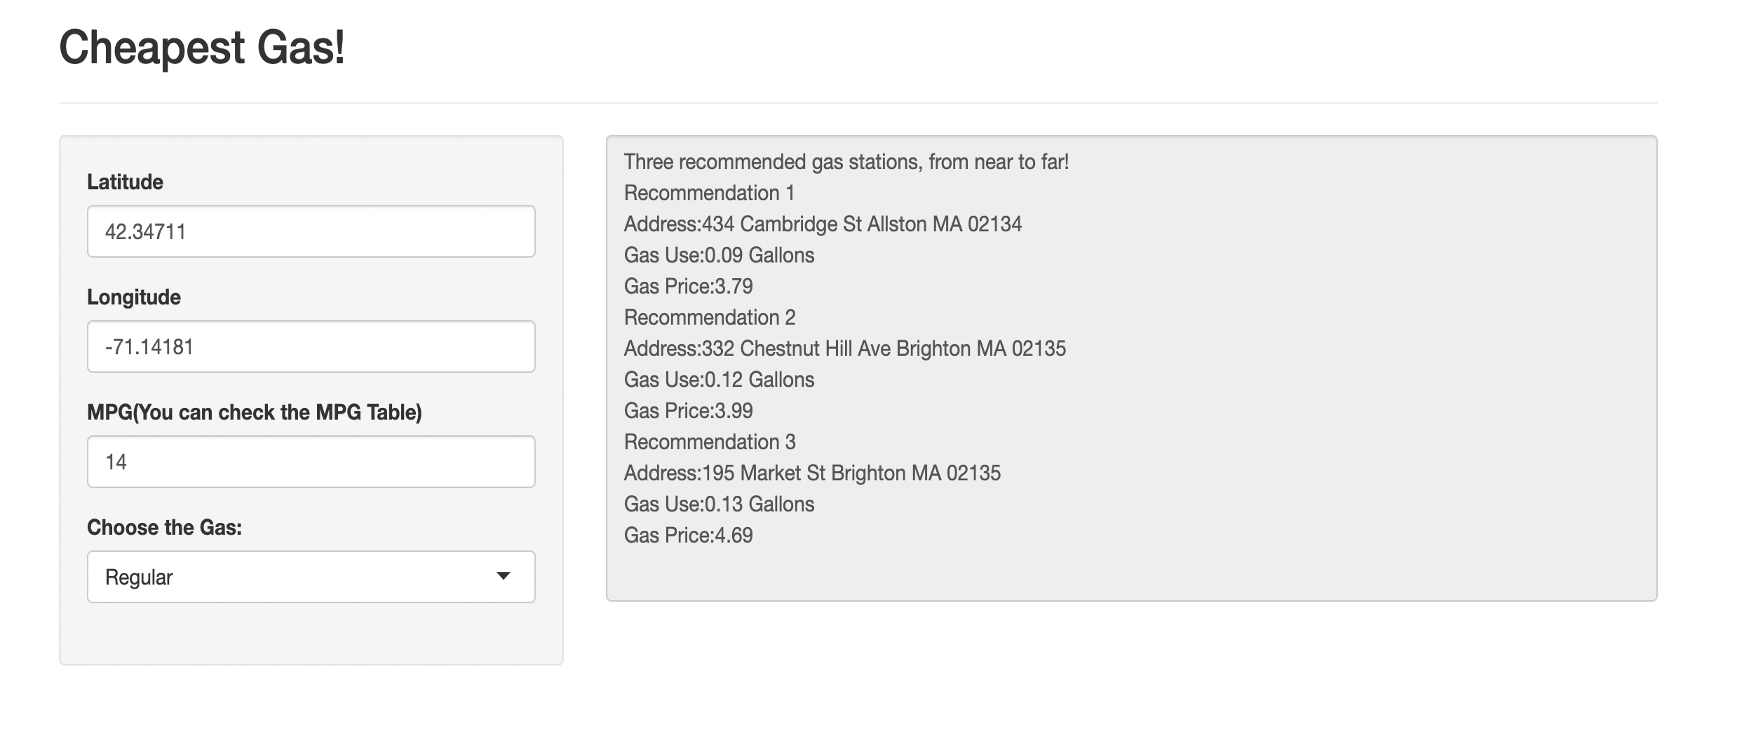 Cheapest Gas!
Latitude
42.34711
Longitude
-71.14181
MPG(You can check the MPG Table)
14
Choose the Gas:
Regular
Three recommended gas stations, from near to far!
Recommendation 1
Address:434 Cambridge St Allston MA 02134
Gas Use:0.09 Gallons
Gas Price:3.79
Recommendation 2
Address:332 Chestnut Hill Ave Brighton MA 02135
Gas Use:0.12 Gallons
Gas Price:3.99
Recommendation 3
Address:195 Market St Brighton MA 02135
Gas Use:0.13 Gallons
Gas Price:4.69